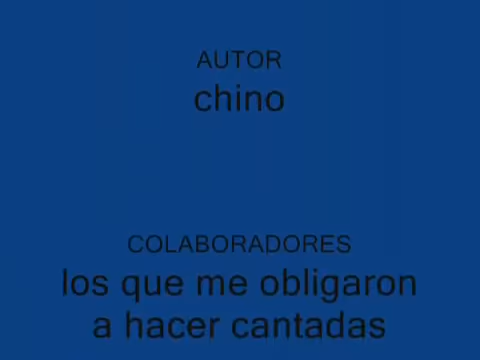 AUTOR
chino
COLABORADORES
los que me obligaron
a hacer cantadas